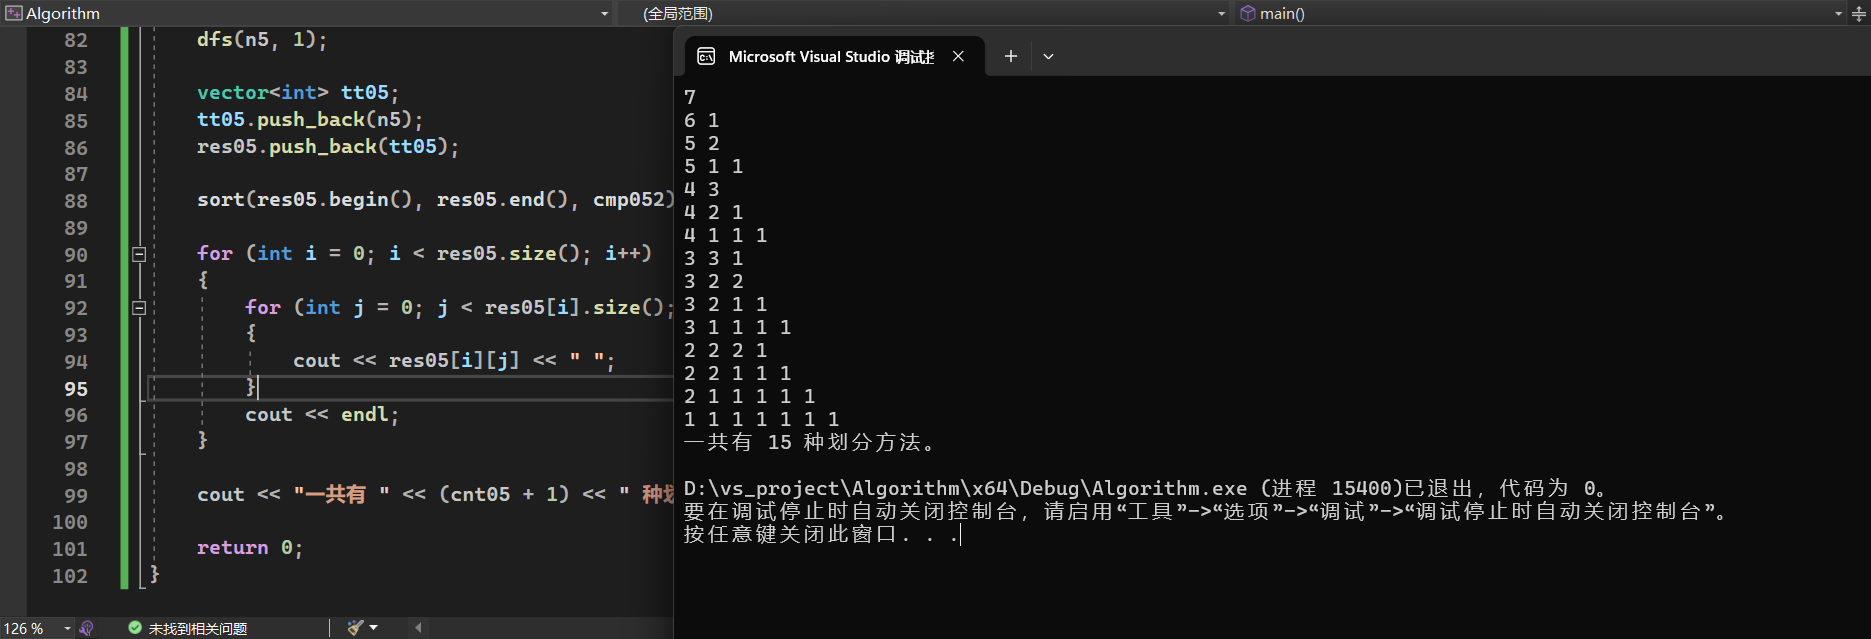 Algorithm (全局范围) main()
82 dfs(n5, 1);
83
84 vector<int> tt05;
85 tt05.push_back(n5);
86 res05.push_back(tt05);
87
88 sort(res05.begin(), res05.end(), cmp052)
89
90 for (int i = 0; i < res05.size(); i++)
91 {
92 for (int j = 0; j < res05[i].size();
93 {
94 cout << res05[i][j] << " ";
95 }
96 cout << endl;
97 }
98
99 cout << "一共有 " << (cnt05 + 1) << " 种
100
101 return 0;
102 }
126 % 未找到相关问题
Microsoft Visual Studio 调试
7
6 1
5 2
5 1 1
4 3
4 2 1
4 1 1 1
3 3 1
3 2 2
3 2 1 1
3 1 1 1 1
2 2 2 1
2 2 1 1 1
2 1 1 1 1 1
1 1 1 1 1 1 1
一共有 15 种划分方法。
D:\vs_project\Algorithm\x64\Debug\Algorithm.exe (进程 15400)已退出，代码为 0。
要在调试停止时自动关闭控制台，请启用“工具”->“选项”->“调试”->“调试停止时自动关闭控制台”。
按任意键关闭此窗口. . .